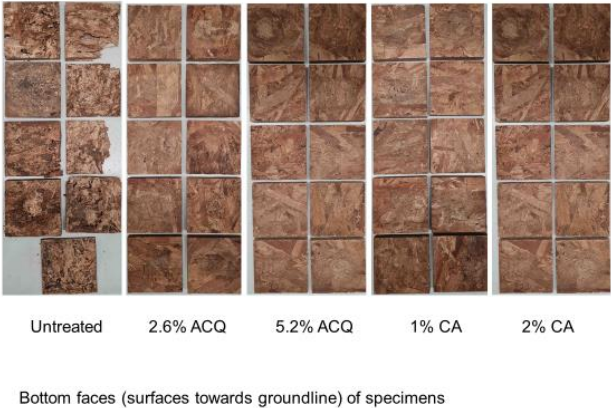 Untreated 2.6% ACQ 5.2% ACQ 1% CA 2% CA
Bottom faces (surfaces towards groundline) of specimens